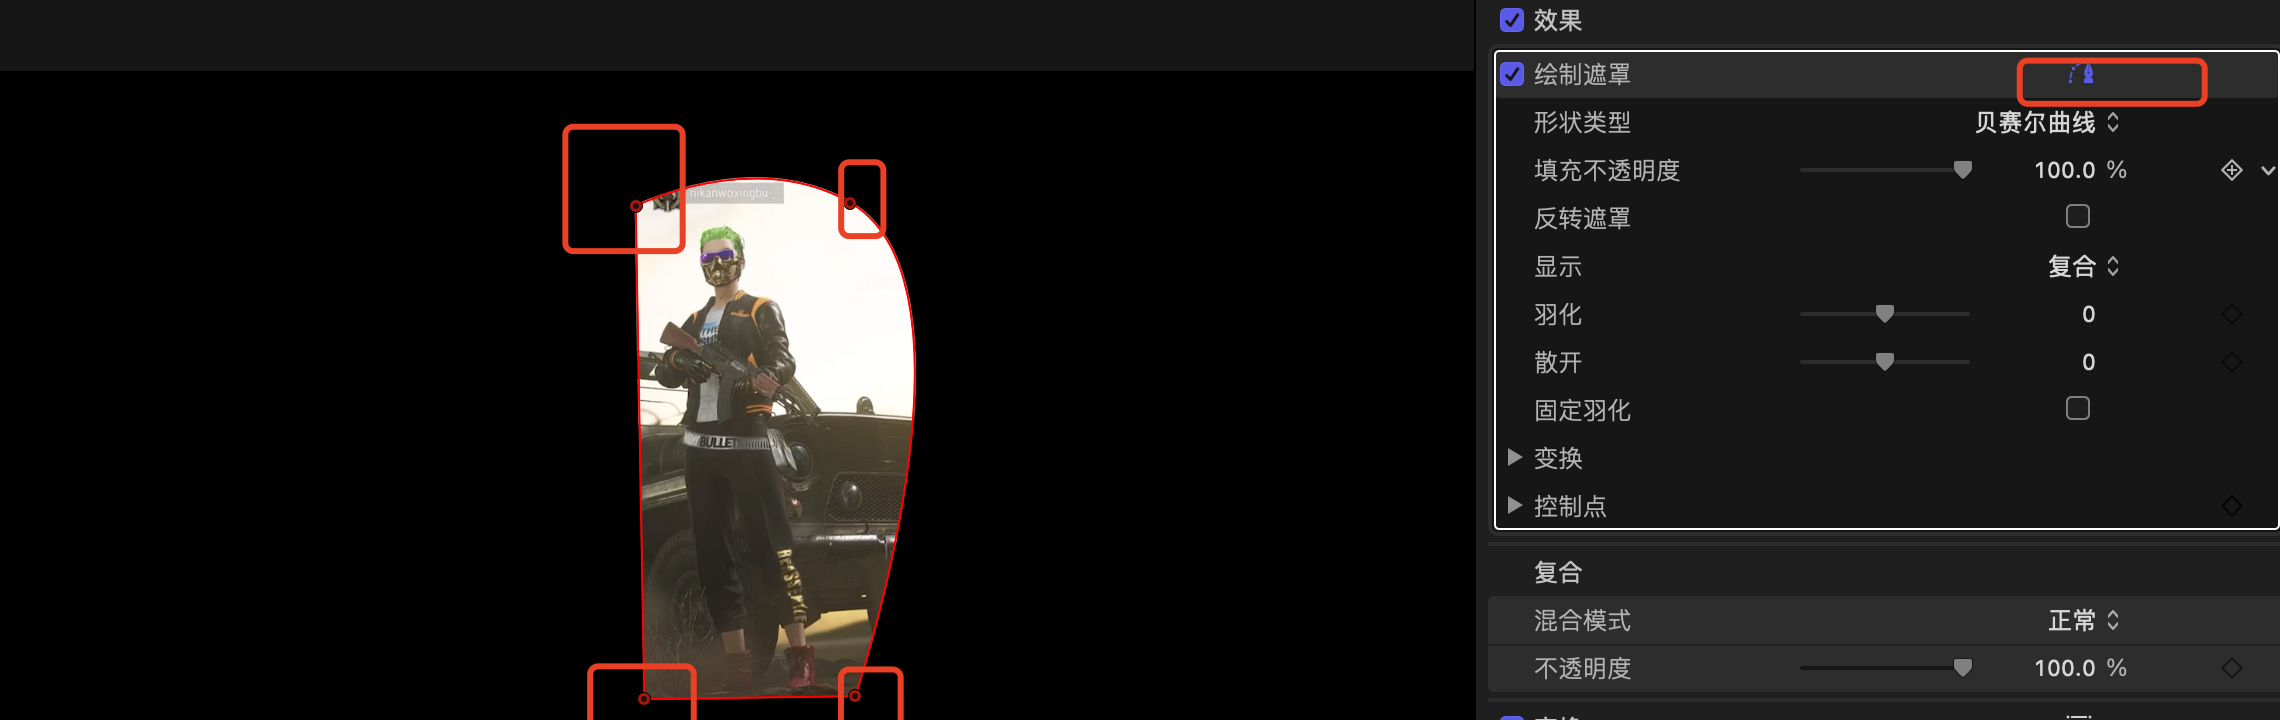 效果
绘制遮罩
形状类型 贝赛尔曲线
填充不透明度 100.0 %
反转遮罩
显示 复合
羽化 0
散开 0
固定羽化
变换
控制点
复合
混合模式 正常
不透明度 100.0 %
nikanwoxingbu
BULLET